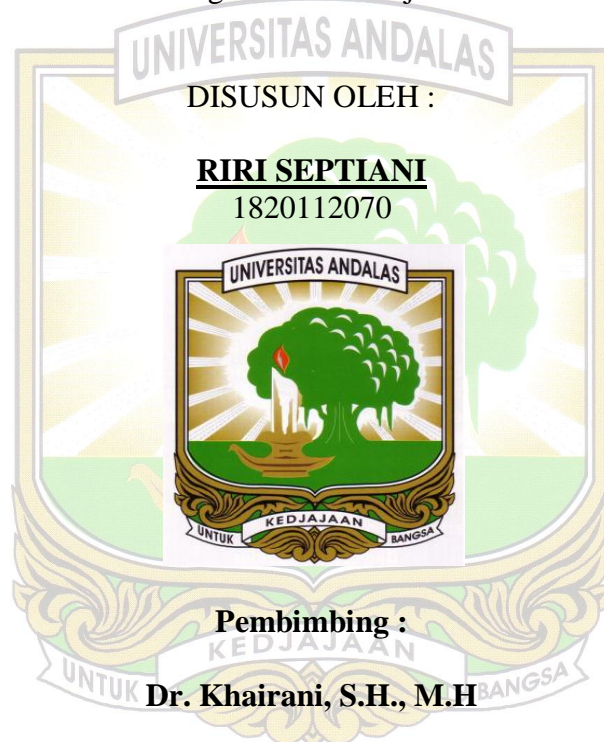 UNIVERSITAS ANDALAS
DISUSUN OLEH :
RIRI SEPTIANI
1820112070
UNIVERSITAS ANDALAS
UNTUK KEDJAJAAN BANGSA
Pembimbing :
KEDJAJAAN
UNTUK BANGSA
Dr. Khairani, S.H., M.H